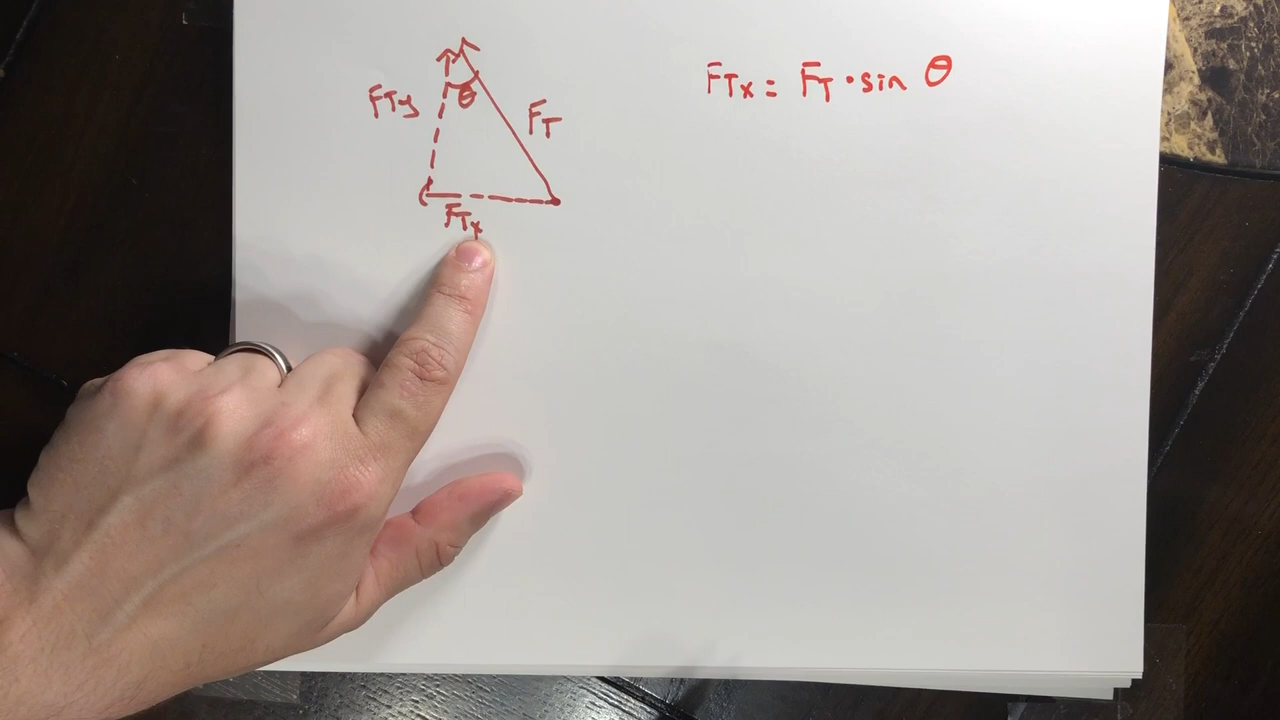 θ
FTy
FT
FTx
FTx = FT · sin θ